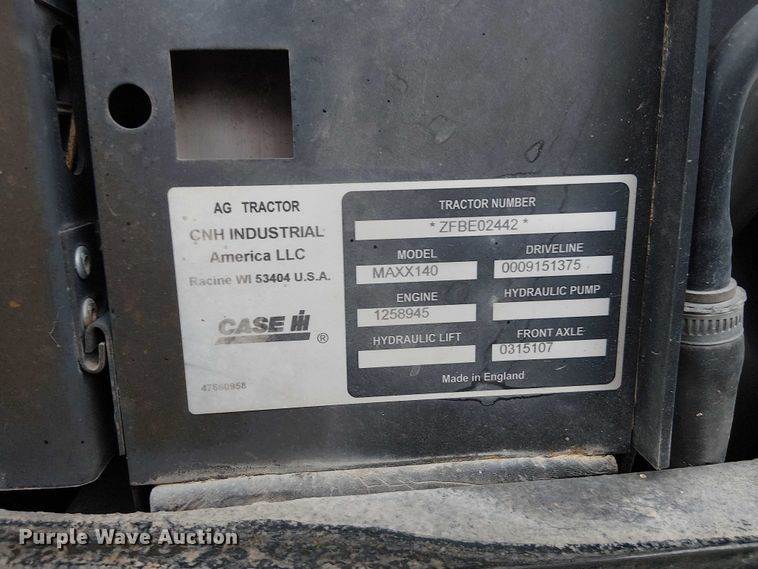 AG TRACTOR
CNH INDUSTRIAL
America LLC
Racine WI 53404 U.S.A.
CASE IH ®
47880958
TRACTOR NUMBER
* ZFBE02442 *
MODEL
MAXX140
DRIVELINE
0009151375
ENGINE
1258945
HYDRAULIC PUMP
HYDRAULIC LIFT
FRONT AXLE
0315107
Made in England
Purple Wave Auction®